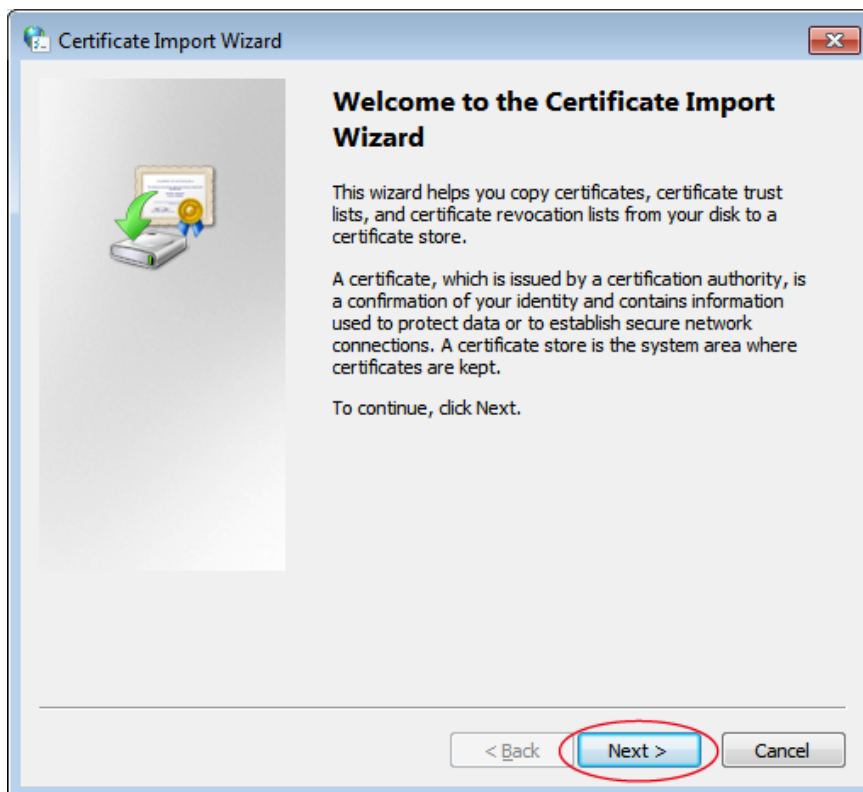 Certificate Import Wizard
Welcome to the Certificate Import
Wizard
This wizard helps you copy certificates, certificate trust
lists, and certificate revocation lists from your disk to a
certificate store.
A certificate, which is issued by a certification authority, is
a confirmation of your identity and contains information
used to protect data or to establish secure network
connections. A certificate store is the system area where
certificates are kept.
To continue, click Next.
< Back Next > Cancel